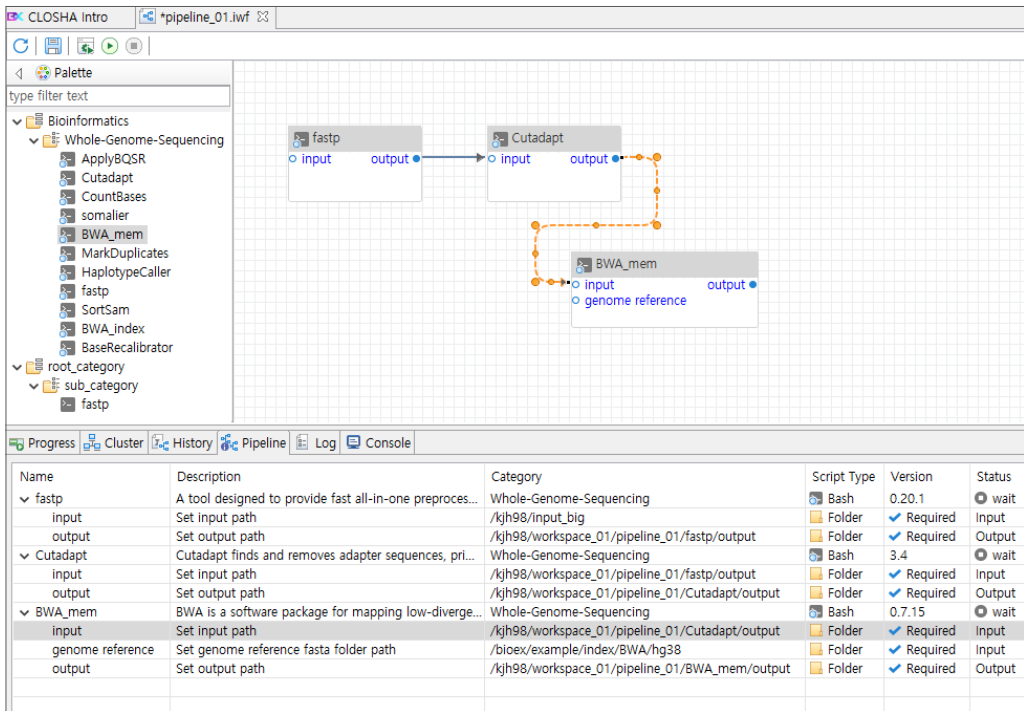 CLOSHA Intro *pipeline_01.iwf
Palette
type filter text
Bioinformatics
Whole-Genome-Sequencing
ApplyBQSR
Cutadapt
CountBases
somalier
BWA_mem
MarkDuplicates
HaplotypeCaller
fastp
SortSam
BWA_index
BaseRecalibrator
root_category
sub_category
fastp
fastp
input output
Cutadapt
input output
BWA_mem
input output
genome reference
Progress Cluster History Pipeline Log Console
Name Description Category Script Type Version Status
fastp A tool designed to provide fast all-in-one preproces... Whole-Genome-Sequencing Bash 0.20.1 wait
input Set input path /kjh98/input_big Folder Required Input
output Set output path /kjh98/workspace_01/pipeline_01/fastp/output Folder Required Output
Cutadapt Cutadapt finds and removes adapter sequences, pri... Whole-Genome-Sequencing Bash 3.4 wait
input Set input path /kjh98/workspace_01/pipeline_01/fastp/output Folder Required Input
output Set output path /kjh98/workspace_01/pipeline_01/Cutadapt/output Folder Required Output
BWA_mem BWA is a software package for mapping low-diverge... Whole-Genome-Sequencing Bash 0.7.15 wait
input Set input path /kjh98/workspace_01/pipeline_01/Cutadapt/output Folder Required Input
genome reference Set genome reference fasta folder path /bioex/example/index/BWA/hg38 Folder Required Input
output Set output path /kjh98/workspace_01/pipeline_01/BWA_mem/output Folder Required Output